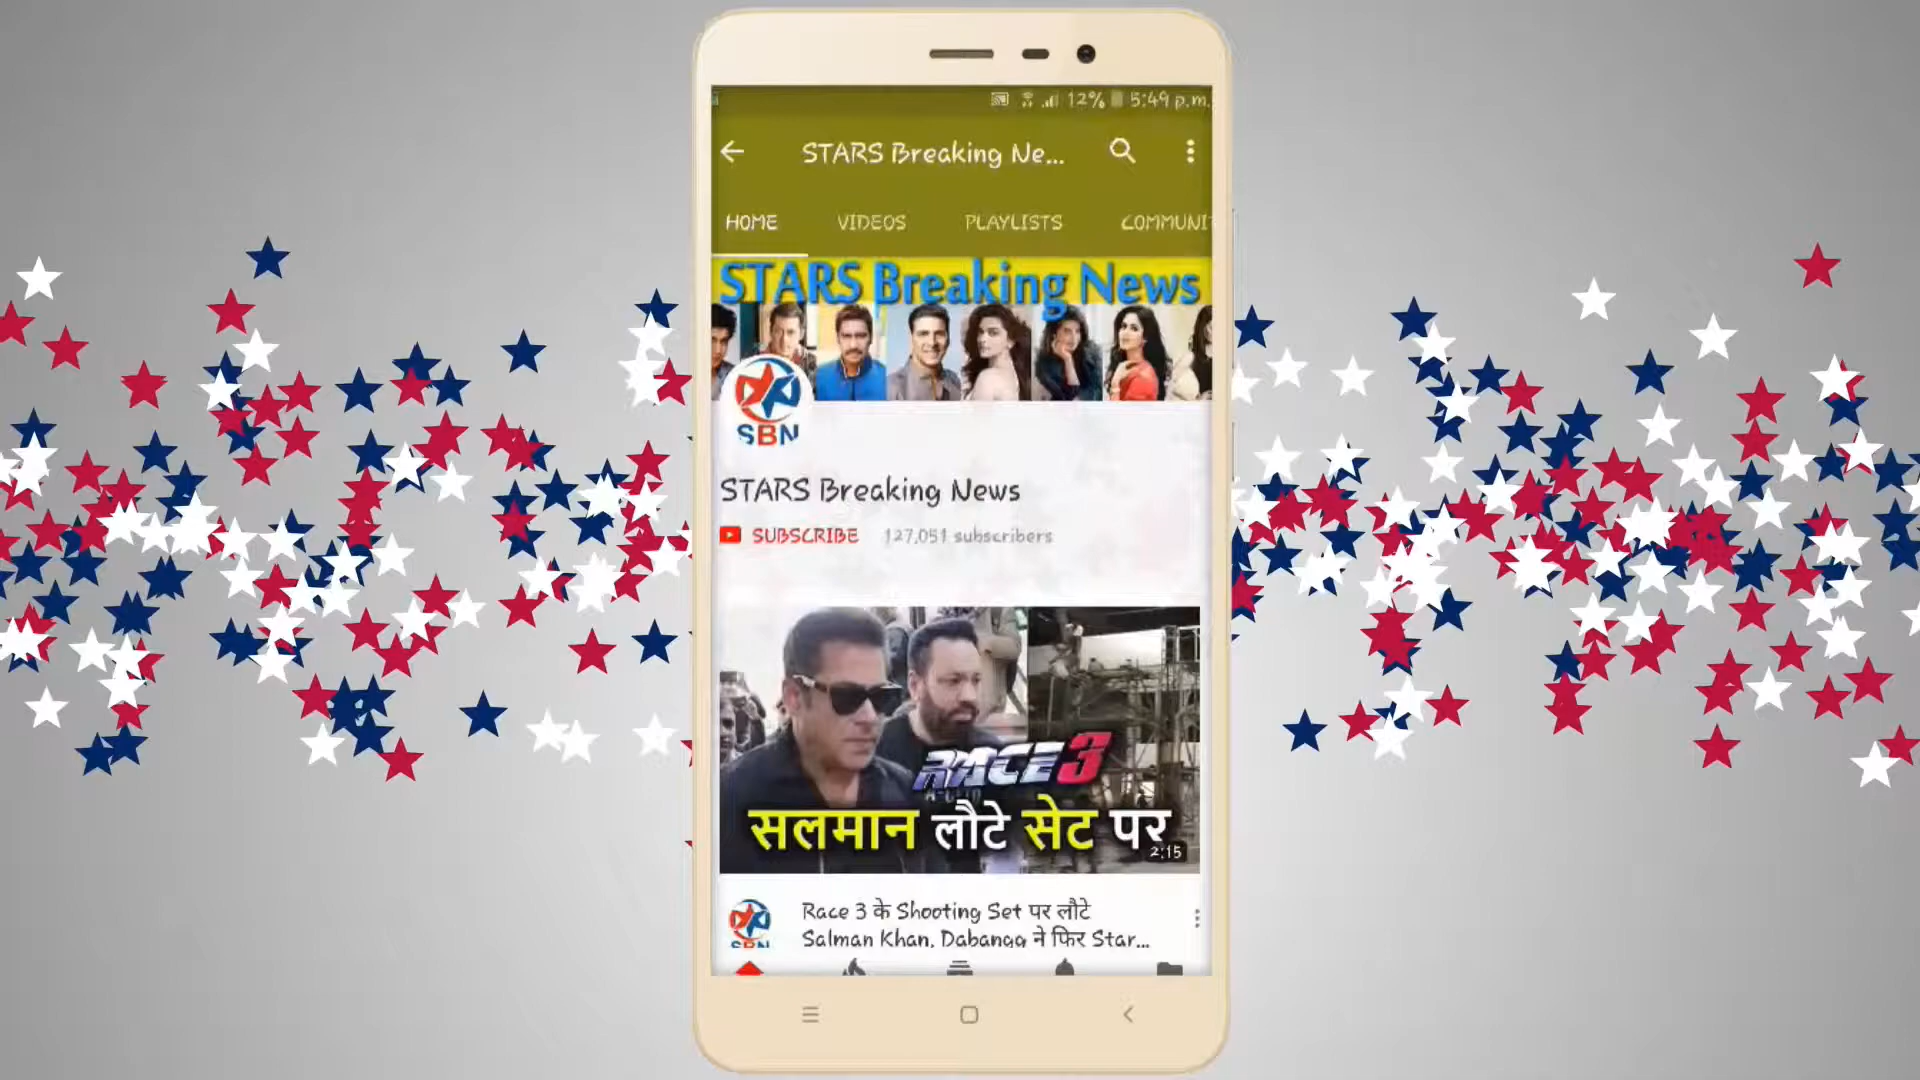 12% 5:49 p.m.
STARS Breaking Ne...
HOME VIDEOS PLAYLISTS COMMUNI
STARS Breaking News
SBN
STARS Breaking News
SUBSCRIBE 127,051 subscribers
RACE 3
सलमान लौटे सेट पर
2:15
Race 3 के Shooting Set पर लौटे
Salman Khan, Dabangg ने फिर Star...
SBN